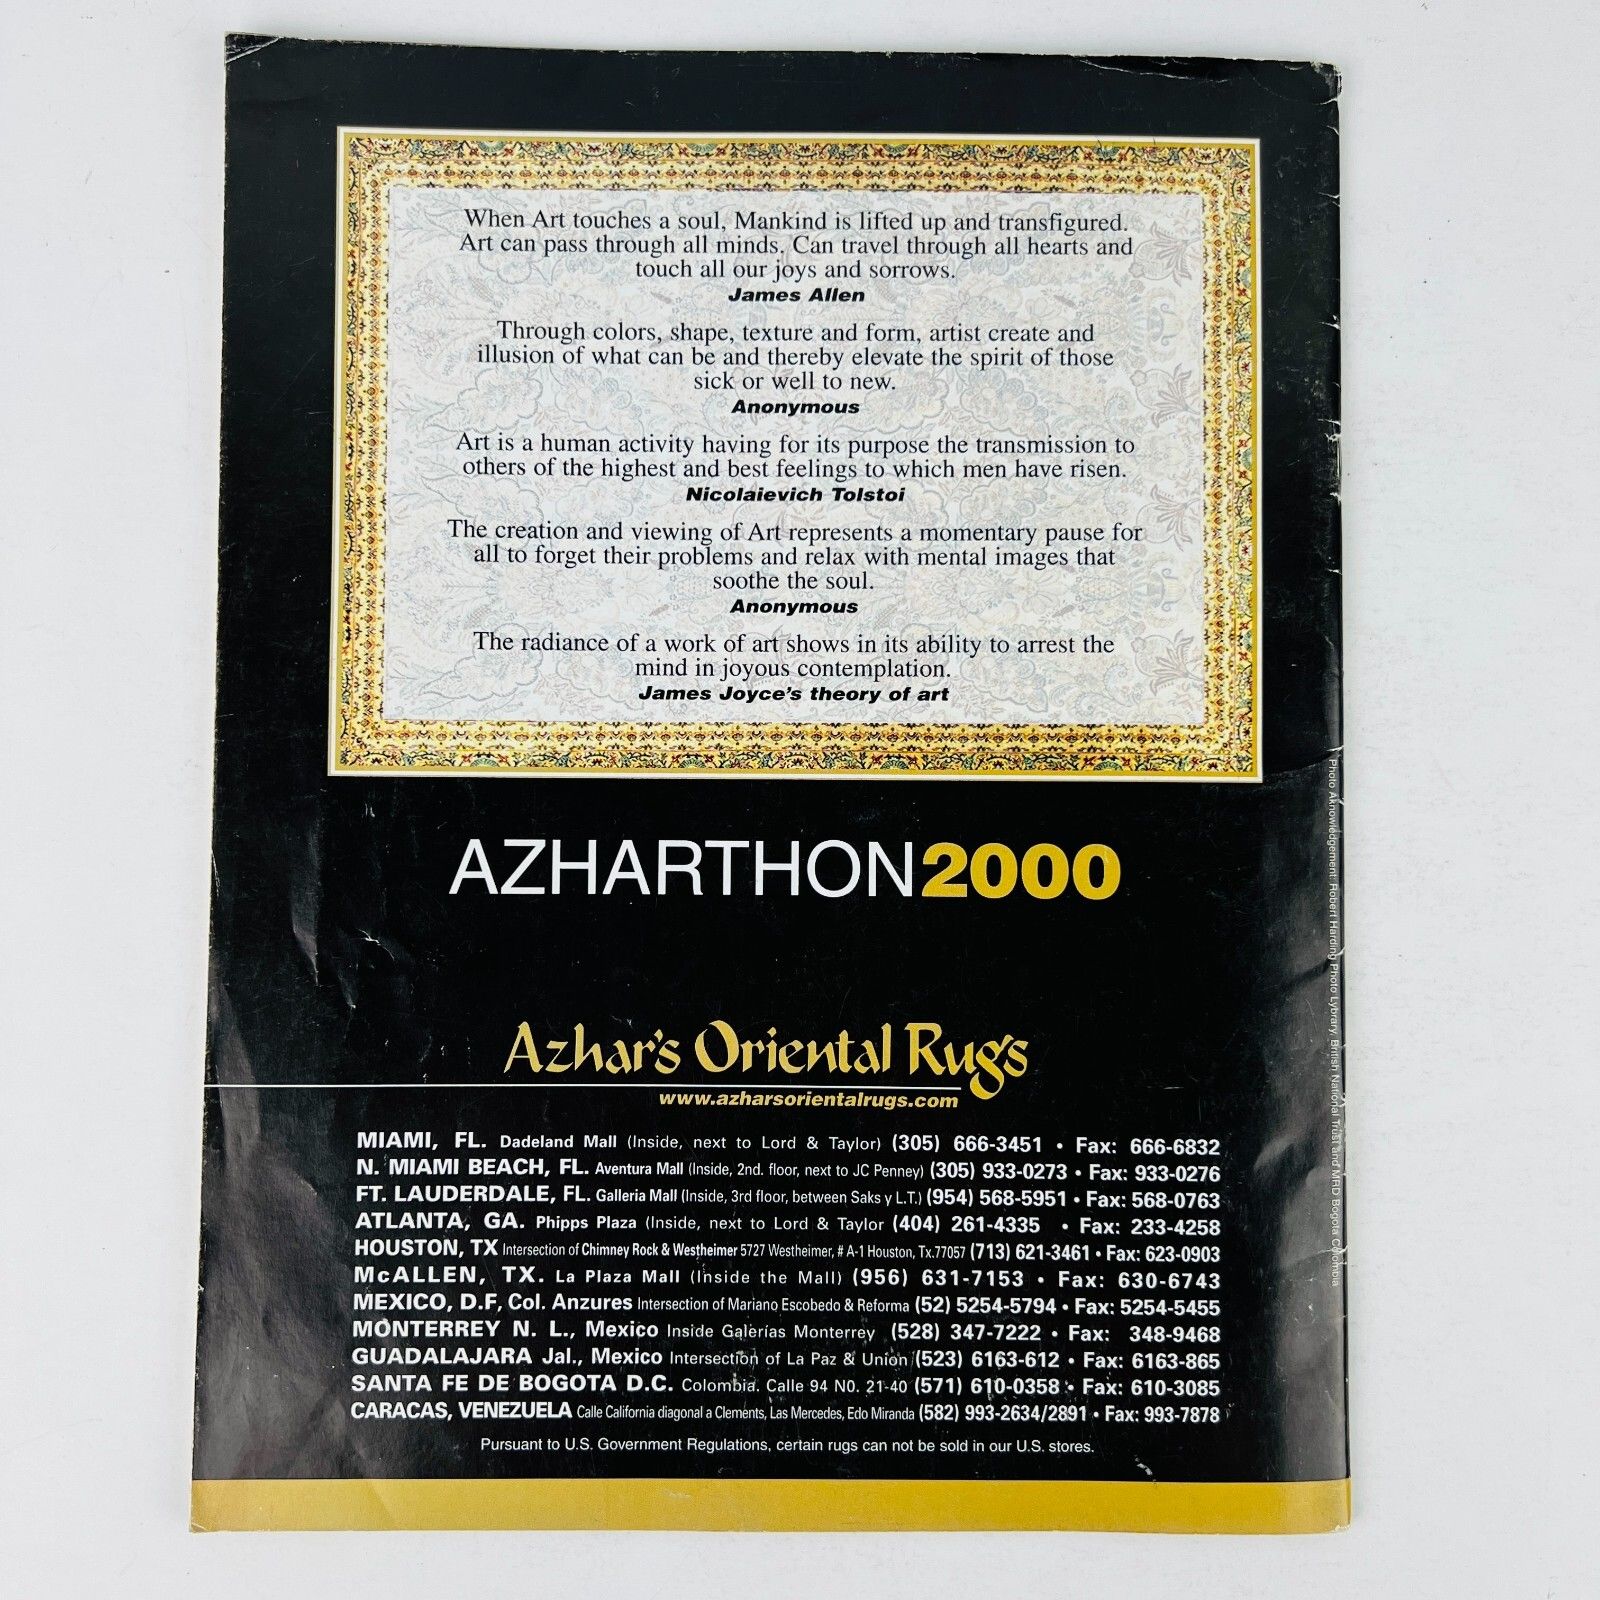 When Art touches a soul, Mankind is lifted up and transfigured.
Art can pass through all minds. Can travel through all hearts and
touch all our joys and sorrows.
James Allen
Through colors, shape, texture and form, artist create and
illusion of what can be and thereby elevate the spirit of those
sick or well to new.
Anonymous
Art is a human activity having for its purpose the transmission to
others of the highest and best feelings to which men have risen.
Nicolaievich Tolstoi
The creation and viewing of Art represents a momentary pause for
all to forget their problems and relax with mental images that
soothe the soul.
Anonymous
The radiance of a work of art shows in its ability to arrest the
mind in joyous contemplation.
James Joyce's theory of art
AZHARTHON2000
Azhar's Oriental Rugs
www.azharsorientalrugs.com
MIAMI, FL. Dadeland Mall (Inside, next to Lord & Taylor) (305) 666-3451 • Fax: 666-6832
N. MIAMI BEACH, FL. Aventura Mall (Inside, 2nd. floor, next to JC Penney) (305) 933-0273 • Fax: 933-0276
FT. LAUDERDALE, FL. Galleria Mall (Inside, 3rd floor, between Saks y L.T.) (954) 568-5951 • Fax: 568-0763
ATLANTA, GA. Phipps Plaza (Inside, next to Lord & Taylor (404) 261-4335 • Fax: 233-4258
HOUSTON, TX Intersection of Chimney Rock & Westheimer 5727 Westheimer, # A-1 Houston, Tx.77057 (713) 621-3461 • Fax: 623-0903
McALLEN, TX. La Plaza Mall (Inside the Mall) (956) 631-7153 • Fax: 630-6743
MEXICO, D.F, Col. Anzures Intersection of Mariano Escobedo & Reforma (52) 5254-5794 • Fax: 5254-5455
MONTERREY N. L., Mexico Inside Galerías Monterrey (528) 347-7222 • Fax: 348-9468
GUADALAJARA Jal., Mexico Intersection of La Paz & Union (523) 6163-612 • Fax: 6163-865
SANTA FE DE BOGOTA D.C. Colombia. Calle 94 NO. 21-40 (571) 610-0358 • Fax: 610-3085
CARACAS, VENEZUELA Calle California diagonal a Clements, Las Mercedes, Edo Miranda (582) 993-2634/2891 • Fax: 993-7878
Pursuant to U.S. Government Regulations, certain rugs can not be sold in our U.S. stores.
Photo Aknowledgement: Robert Harding Photo Lybrary, British National Trust and MRD Bogota Colombia